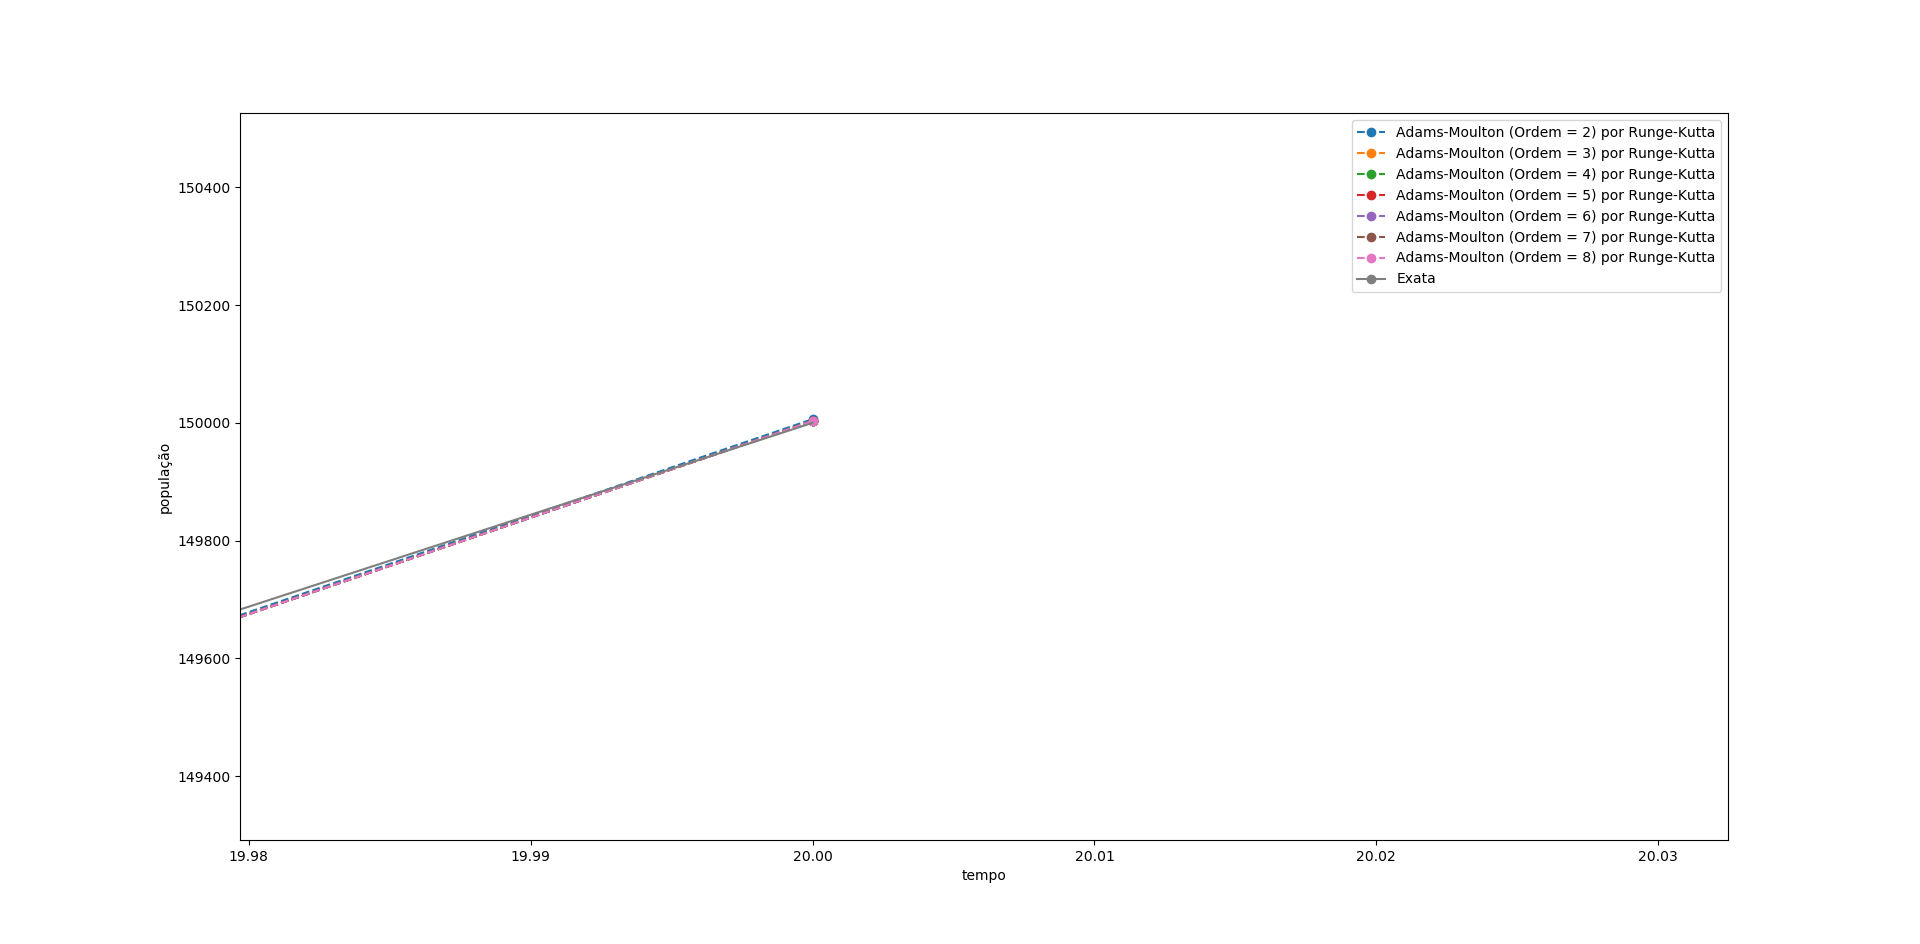 Adams-Moulton (Ordem = 2) por Runge-Kutta
Adams-Moulton (Ordem = 3) por Runge-Kutta
Adams-Moulton (Ordem = 4) por Runge-Kutta
Adams-Moulton (Ordem = 5) por Runge-Kutta
Adams-Moulton (Ordem = 6) por Runge-Kutta
Adams-Moulton (Ordem = 7) por Runge-Kutta
Adams-Moulton (Ordem = 8) por Runge-Kutta
Exata
150400
150200
150000
149800
149600
149400
população
19.98 19.99 20.00 20.01 20.02 20.03
tempo